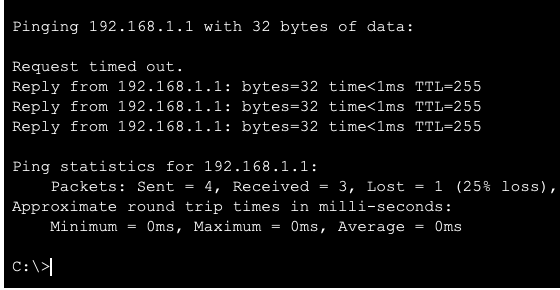 Pinging 192.168.1.1 with 32 bytes of data:
Request timed out.
Reply from 192.168.1.1: bytes=32 time<1ms TTL=255
Reply from 192.168.1.1: bytes=32 time<1ms TTL=255
Reply from 192.168.1.1: bytes=32 time<1ms TTL=255
Ping statistics for 192.168.1.1:
    Packets: Sent = 4, Received = 3, Lost = 1 (25% loss),
Approximate round trip times in milli-seconds:
    Minimum = 0ms, Maximum = 0ms, Average = 0ms
C:\>